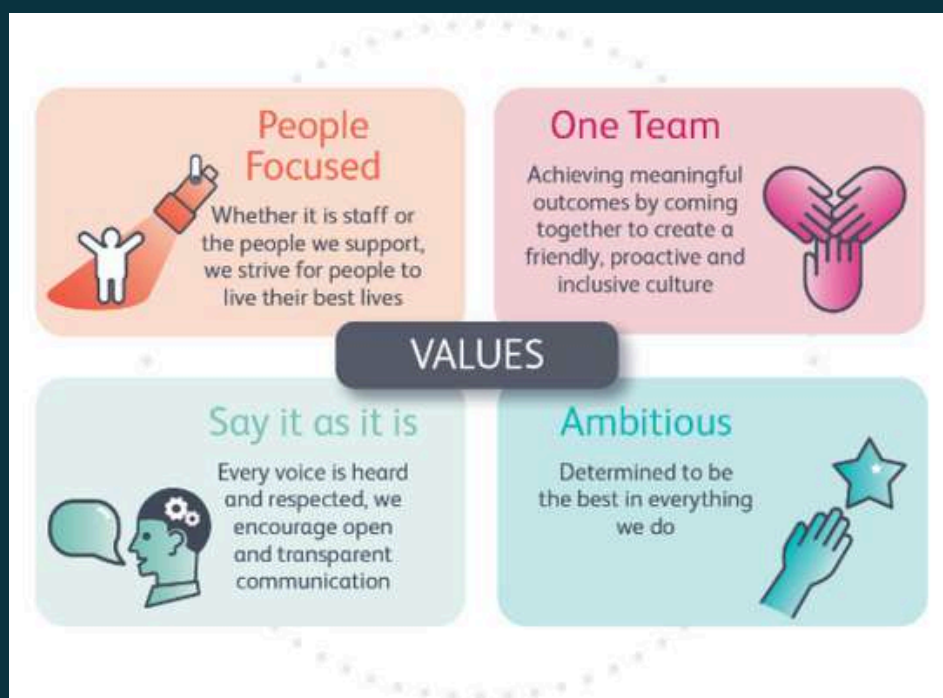 People
Focused
Whether it is staff or
the people we support,
we strive for people to
live their best lives
One Team
Achieving meaningful
outcomes by coming
together to create a
friendly, proactive and
inclusive culture
VALUES
Say it as it is
Every voice is heard
and respected, we
encourage open
and transparent
communication
Ambitious
Determined to be
the best in everything
we do